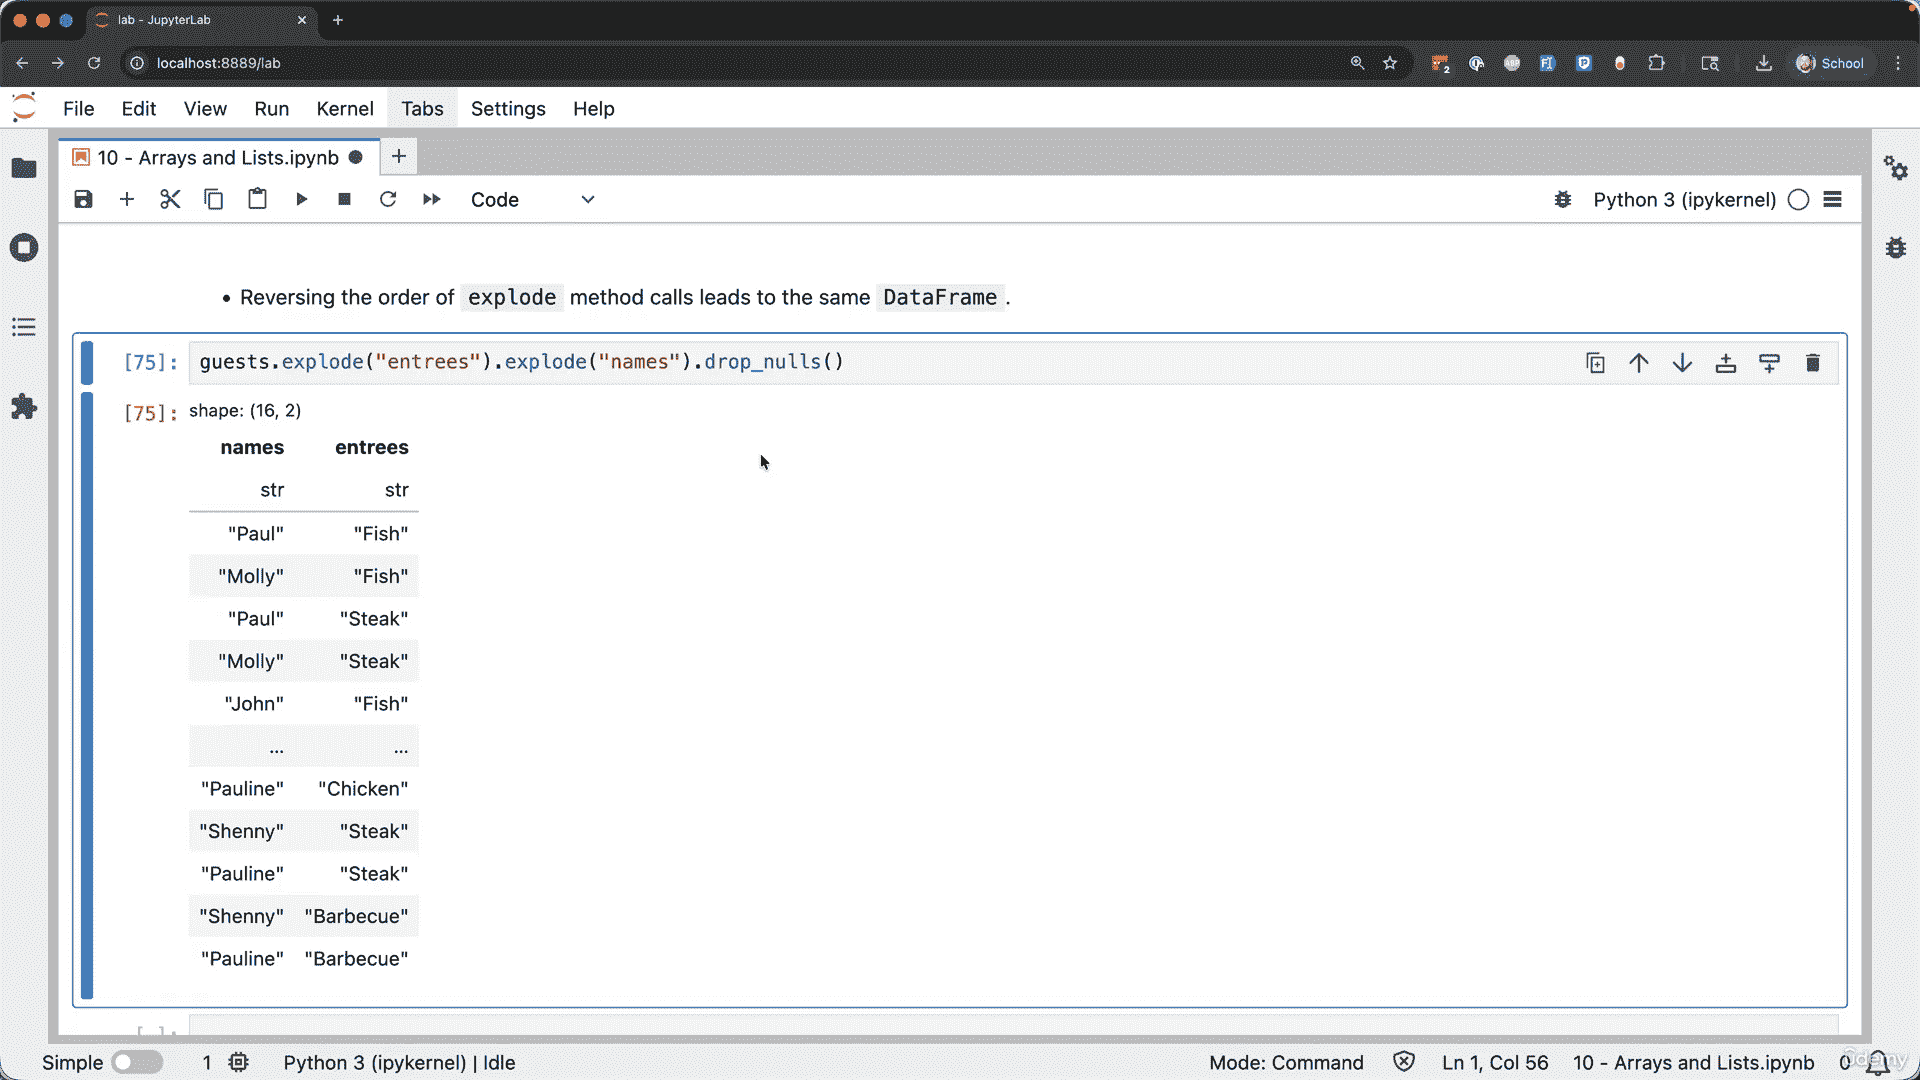 lab - JupyterLab
localhost:8889/lab
2
ABP
School
File Edit View Run Kernel Tabs Settings Help
10 - Arrays and Lists.ipynb
Code
Python 3 (ipykernel)
Reversing the order of explode method calls leads to the same DataFrame.
[75]: guests.explode("entrees").explode("names").drop_nulls()
[75]: shape: (16, 2)
names entrees
str str
"Paul" "Fish"
"Molly" "Fish"
"Paul" "Steak"
"Molly" "Steak"
"John" "Fish"
... ...
"Pauline" "Chicken"
"Shenny" "Steak"
"Pauline" "Steak"
"Shenny" "Barbecue"
"Pauline" "Barbecue"
[ ]:
Simple 1 Python 3 (ipykernel) | Idle Mode: Command Ln 1, Col 56 10 - Arrays and Lists.ipynb 0
udemy